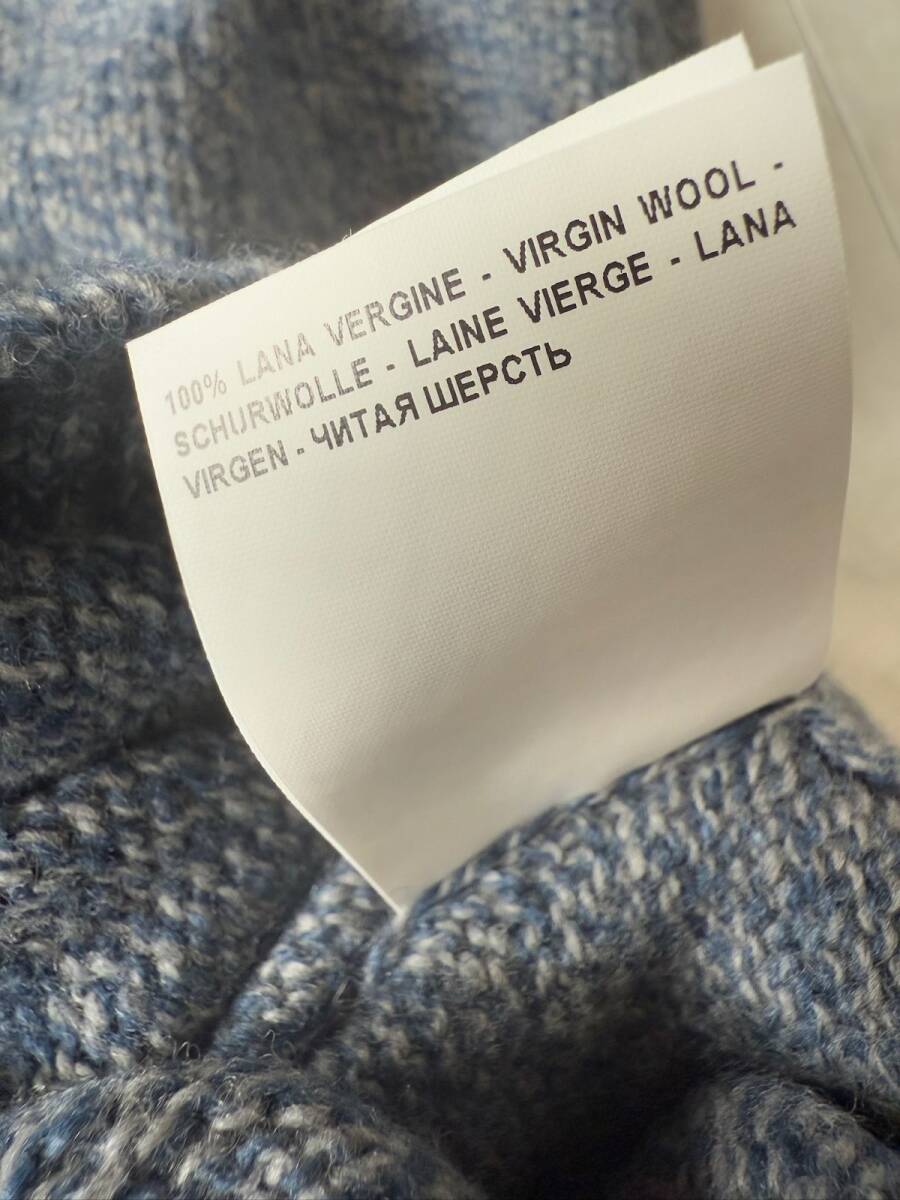 100% LANA VERGINE - VIRGIN WOOL -
SCHURWOLLE - LAINE VIERGE - LANA
VIRGEN - ЧИТАЯ ШЕРСТЬ